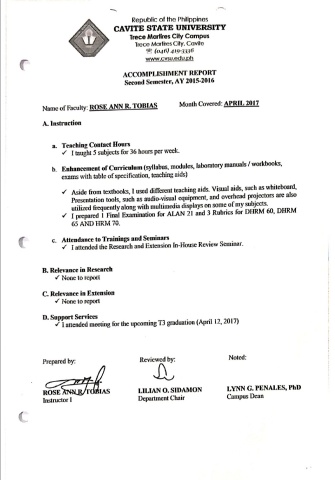 Republic of the Philippines
CAVITE STATE UNIVERSITY
Trece Martires City Campus
Trece Martires City, Cavite
☏ (046) 419-3346
www.cvsu.edu.ph
ACCOMPLISHMENT REPORT
Second Semester, AY 2015-2016
Name of Faculty: ROSE ANN R. TOBIAS Month Covered: APRIL 2017
A. Instruction
a. Teaching Contact Hours
✓ I taught 5 subjects for 36 hours per week.
b. Enhancement of Curriculum (syllabus, modules, laboratory manuals / workbooks,
exams with table of specification, teaching aids)
✓ Aside from textbooks, I used different teaching aids. Visual aids, such as whiteboard,
Presentation tools, such as audio-visual equipment, and overhead projectors are also
utilized frequently along with multimedia displays on some of my subjects.
✓ I prepared 1 Final Examination for ALAN 21 and 3 Rubrics for DHRM 60, DHRM
65 AND HRM 70.
c. Attendance to Trainings and Seminars
✓ I attended the Research and Extension In-House Review Seminar.
B. Relevance in Research
✓ None to report
C. Relevance in Extension
✓ None to report
D. Support Services
✓ I attended meeting for the upcoming T3 graduation (April 12, 2017)
Prepared by: Reviewed by: Noted:
ROSE ANN R. TOBIAS LILIAN O. SIDAMON LYNN G. PENALES, PhD
Instructor I Department Chair Campus Dean